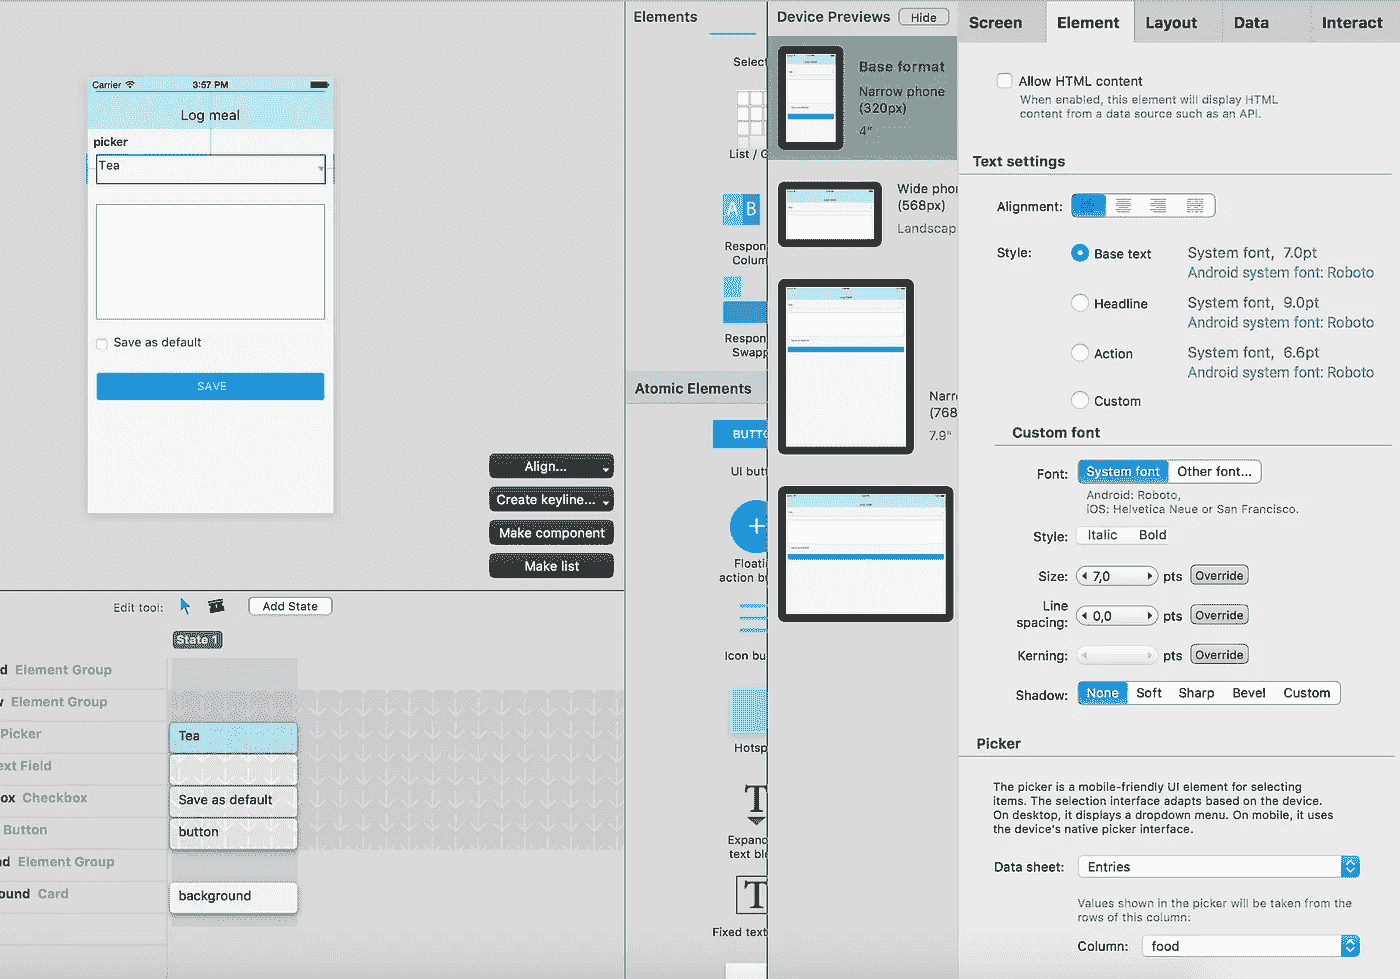 Carrier
3:57 PM
Log meal
picker
Tea
Save as default
SAVE
Align...
Create keyline...
Make component
Make list
Edit tool:
Add State
State 1
d Element Group
Element Group
Picker
Tea
ext Field
ox Checkbox
Save as default
Button
button
nd Element Group
ound Card
background
Elements
Select
List / G
A B
Respon
Colum
Respon
Swapp
Atomic Elements
BUTTO
UI butt
+
Floati
action b
Icon bu
Hotsp
T
Expand
text blo
T
Fixed text
Device Previews
Hide
Base format
Narrow phone
(320px)
4"
Wide pho
(568px)
Landscap
Narr
(768
7.9"
Screen
Element
Layout
Data
Interact
Allow HTML content
When enabled, this element will display HTML
content from a data source such as an API.
Text settings
Alignment:
Style:
Base text
System font, 7.0pt
Android system font: Roboto
Headline
System font, 9.0pt
Android system font: Roboto
Action
System font, 6.6pt
Android system font: Roboto
Custom
Custom font
Font:
System font
Other font...
Android: Roboto,
iOS: Helvetica Neue or San Francisco.
Style:
Italic
Bold
Size:
7,0
pts
Override
Line
spacing:
0,0
pts
Override
Kerning:
pts
Override
Shadow:
None
Soft
Sharp
Bevel
Custom
Picker
The picker is a mobile-friendly UI element for selecting
items. The selection interface adapts based on the device.
On desktop, it displays a dropdown menu. On mobile, it uses
the device's native picker interface.
Data sheet:
Entries
Values shown in the picker will be taken from the
rows of this column:
Column:
food